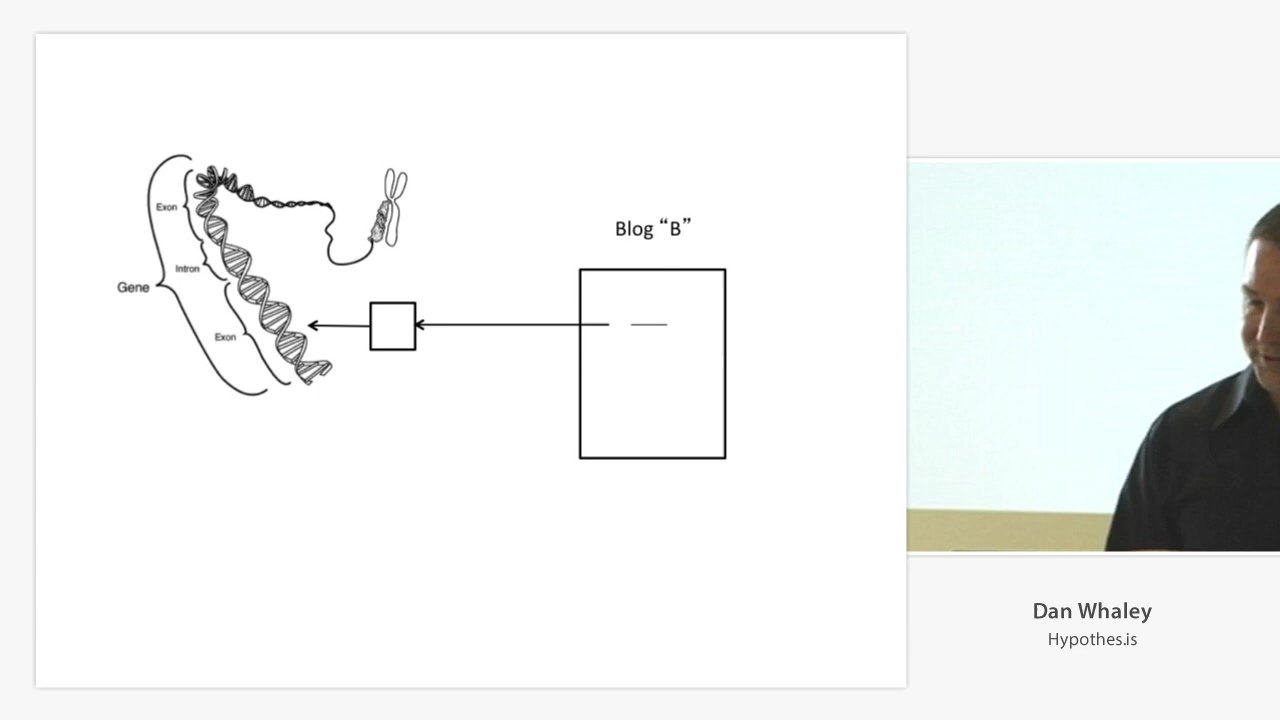 Exon
Intron
Gene
Exon
Blog “B”
Dan Whaley
Hypothes.is